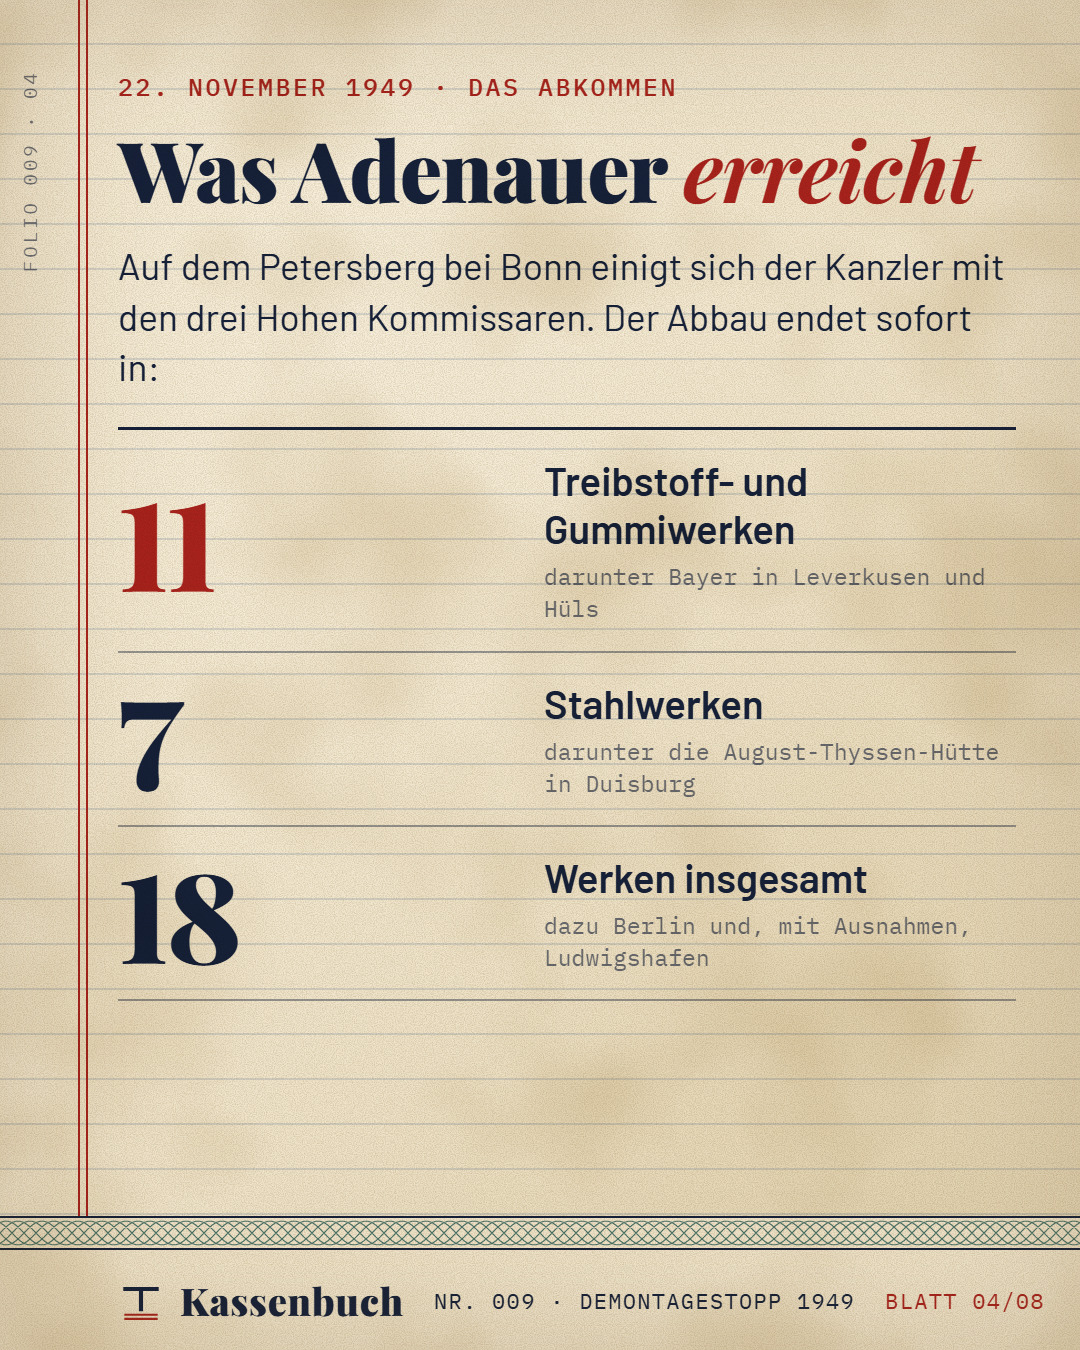 FOLIO 009 · 04
22. NOVEMBER 1949 · DAS ABKOMMEN
Was Adenauer erreicht
Auf dem Petersberg bei Bonn einigt sich der Kanzler mit
den drei Hohen Kommissaren. Der Abbau endet sofort
in:
11
Treibstoff- und
Gummiwerken
darunter Bayer in Leverkusen und
Hüls
7
Stahlwerken
darunter die August-Thyssen-Hütte
in Duisburg
18
Werken insgesamt
dazu Berlin und, mit Ausnahmen,
Ludwigshafen
Kassenbuch NR. 009 · DEMONTAGESTOPP 1949 BLATT 04/08